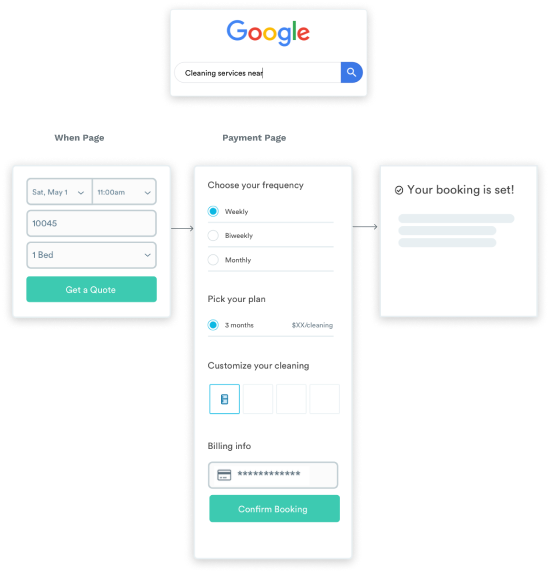 Google
Cleaning services near
When Page
Payment Page
Sat, May 1
11:00am
10045
1 Bed
Get a Quote
Choose your frequency
Weekly
Biweekly
Monthly
Pick your plan
3 months
$XX/cleaning
Customize your cleaning
Billing info
************
Confirm Booking
Your booking is set!